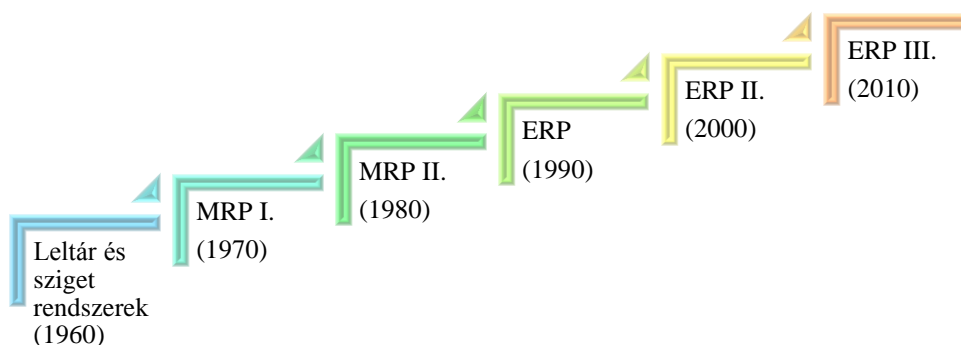 Leltár és
sziget
rendszerek
(1960)
MRP I.
(1970)
MRP II.
(1980)
ERP
(1990)
ERP II.
(2000)
ERP III.
(2010)